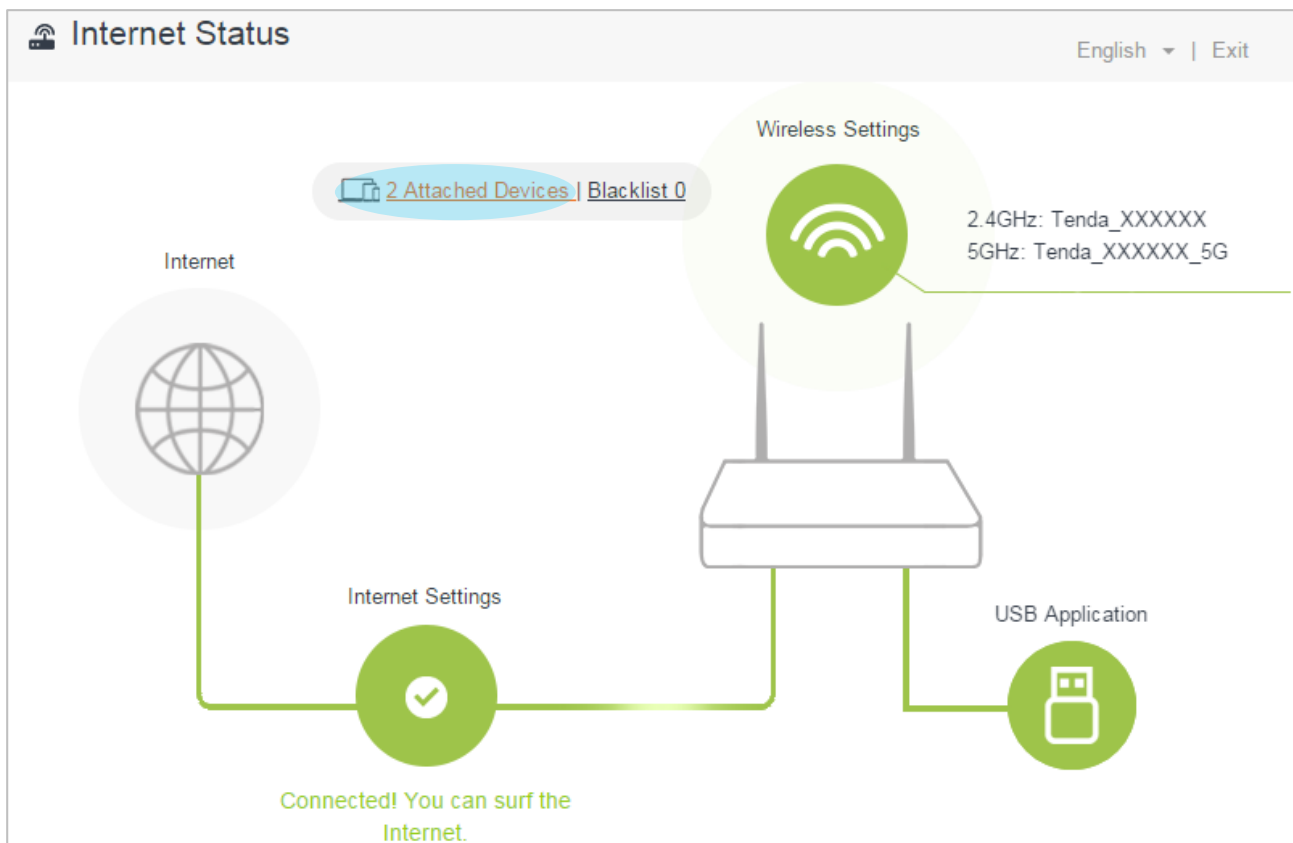 Internet Status
English | Exit
Wireless Settings
2 Attached Devices | Blacklist 0
2.4GHz: Tenda_XXXXXX
5GHz: Tenda_XXXXXX_5G
Internet
Internet Settings
USB Application
Connected! You can surf the
Internet.